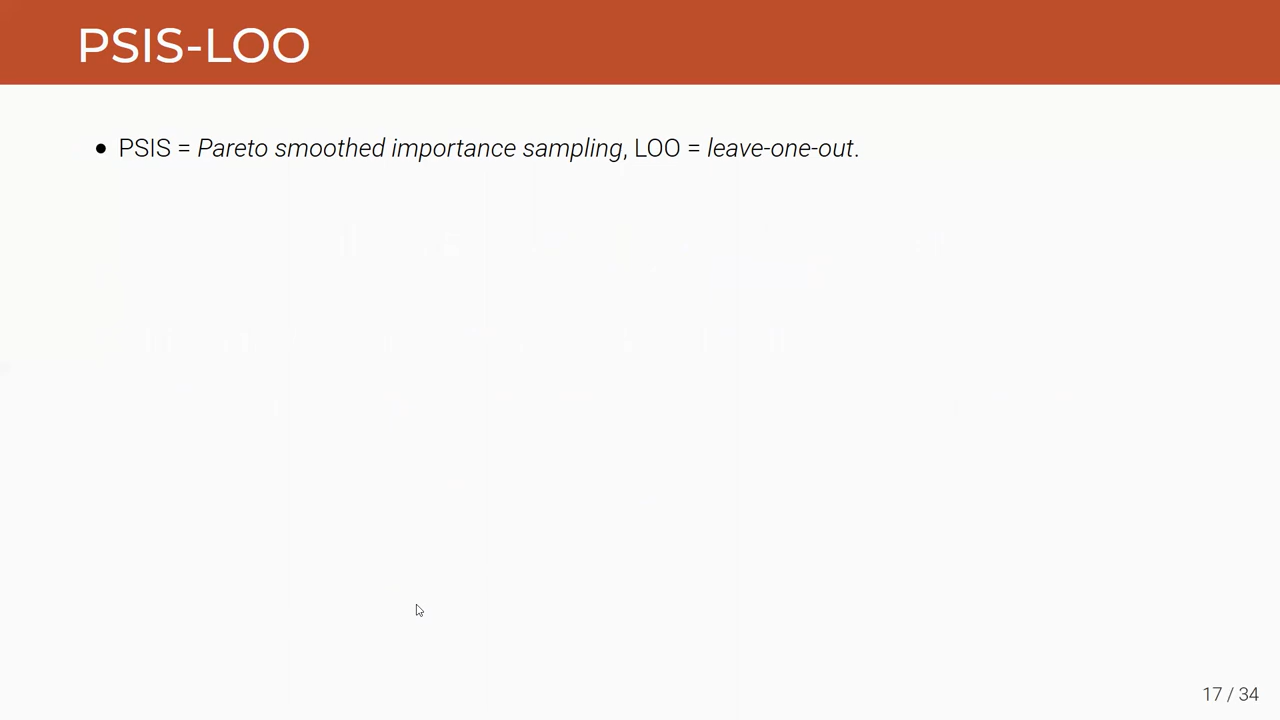 PSIS-LOO
• PSIS = Pareto smoothed importance sampling, LOO = leave-one-out.
17 / 34